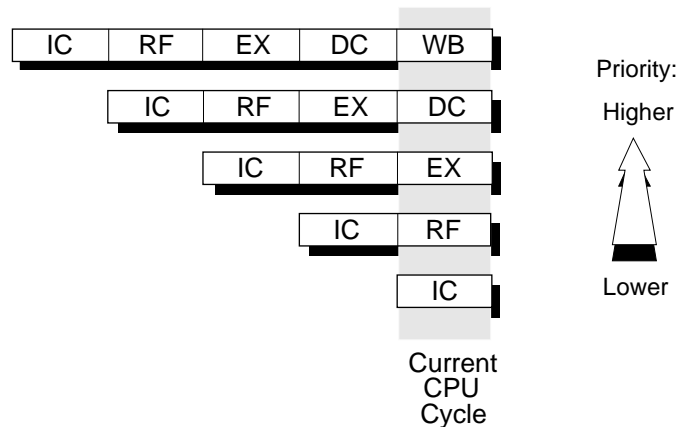 IC RF EX DC WB
IC RF EX DC
IC RF EX
IC RF
IC
Current
CPU
Cycle
Priority:
Higher
Lower